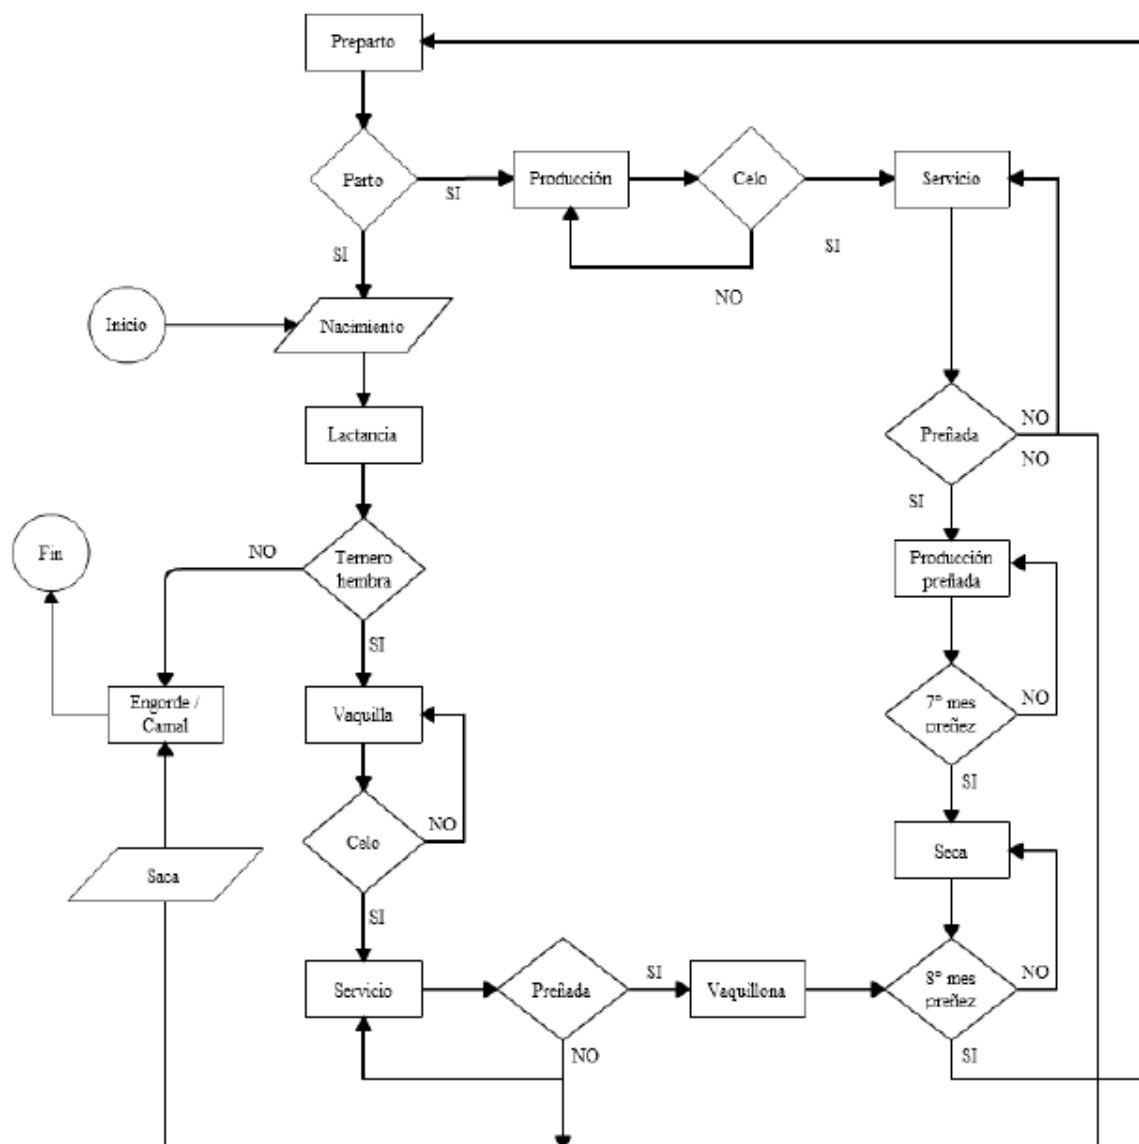 Preparto
Parto
SI
Producción
Celo
SI
Servicio
SI
NO
Inicio
Nacimiento
Lactancia
Preñada
NO
NO
SI
Fin
NO
Ternero
hembra
Producción
preñada
SI
Engorde /
Camal
Vaquilla
7° mes
preñez
NO
SI
Celo
NO
Seca
Saca
SI
Servicio
Preñada
SI
Vaquillona
8° mes
preñez
NO
NO
SI